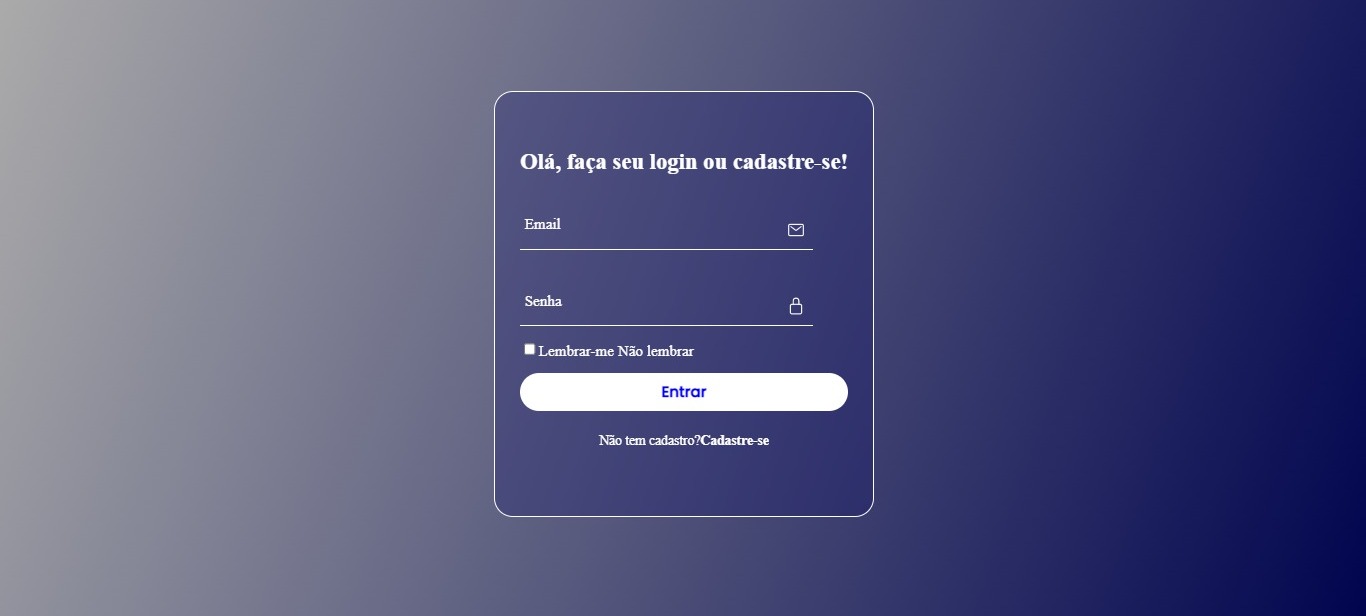 Olá, faça seu login ou cadastre-se!
Email
Senha
Lembrar-me Não lembrar
Entrar
Não tem cadastro?Cadastre-se